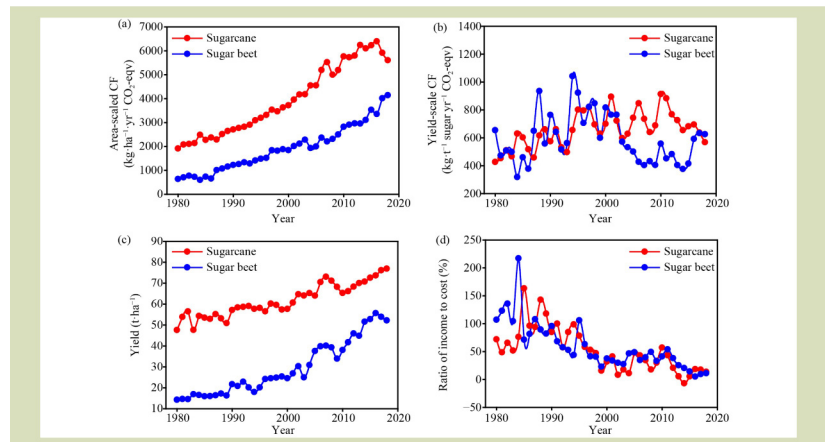 (a)
Sugarcane
Sugar beet
7000
6000
5000
4000
3000
2000
1000
0
Area-scaled CF
(kg·ha⁻¹·yr⁻¹ CO₂-eqv)
1980
1990
2000
2010
2020
Year
(b)
Sugarcane
Sugar beet
1400
1200
1000
800
600
400
200
Yield-scale CF
(kg·t⁻¹ sugar yr⁻¹ CO₂-eqv)
1980
1990
2000
2010
2020
Year
(c)
Sugarcane
Sugar beet
90
80
70
60
50
40
30
20
10
Yield (t·ha⁻¹)
1980
1990
2000
2010
2020
Year
(d)
Sugarcane
Sugar beet
250
200
150
100
50
0
−50
Ratio of income to cost (%)
1980
1990
2000
2010
2020
Year